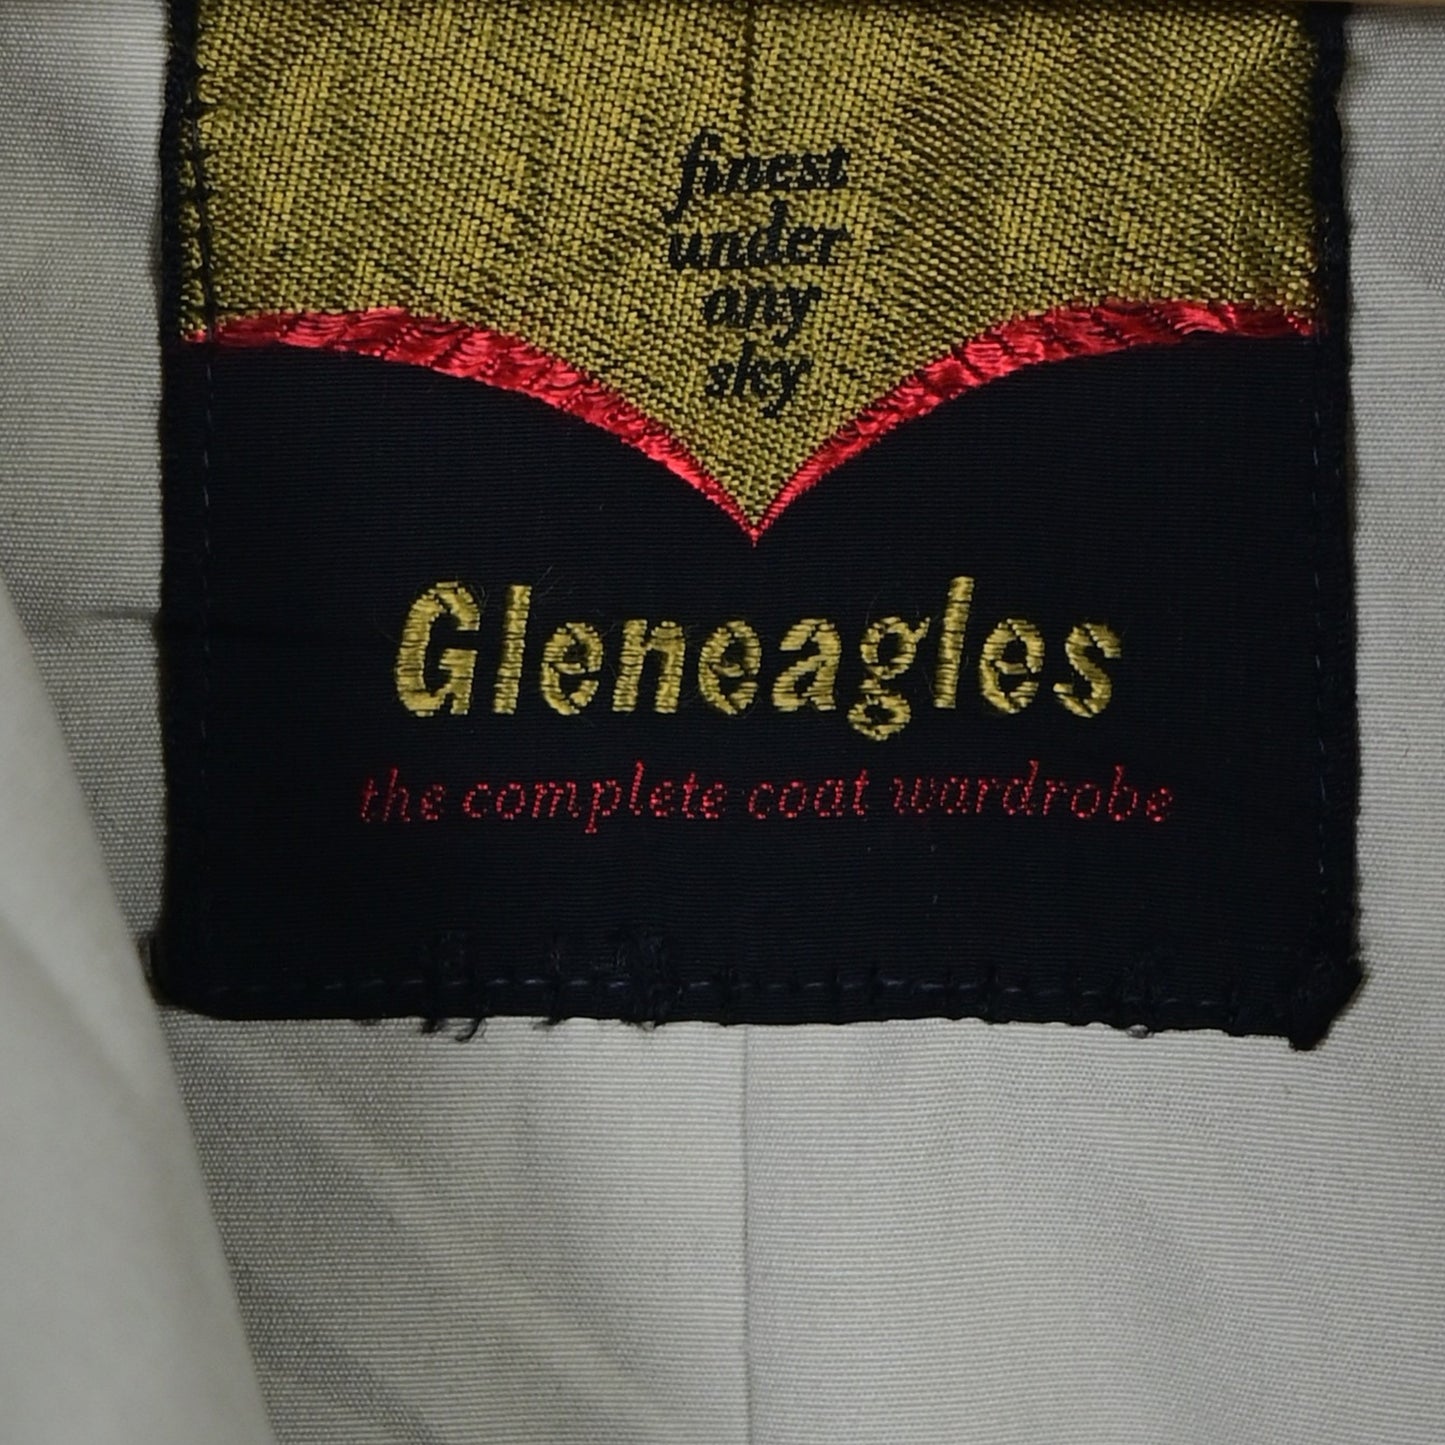 finest
under
any
sky
Gleneagles
the complete coat wardrobe